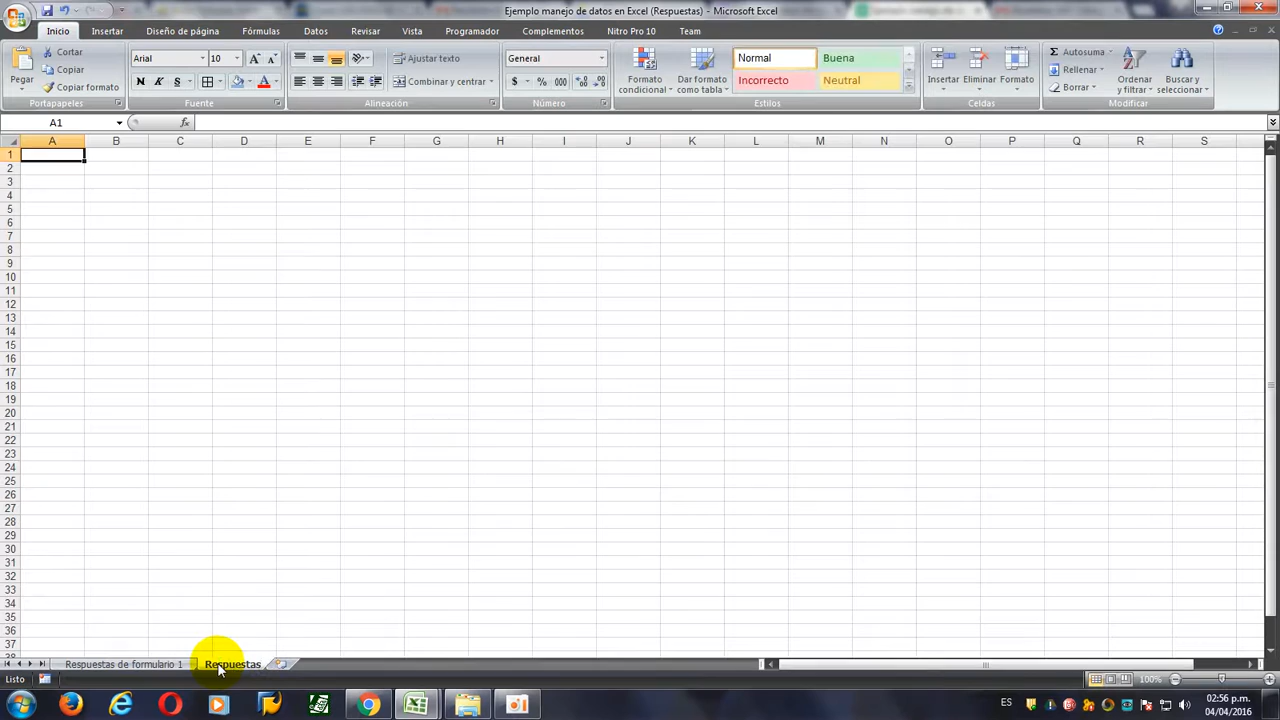 Ejemplo manejo de datos en Excel (Respuestas) - Microsoft Excel
Inicio Insertar Diseño de página Fórmulas Datos Revisar Vista Programador Complementos Nitro Pro 10 Team
Pegar
Cortar
Copiar
Copiar formato
Portapapeles
Arial 10
N K S
Fuente
Ajustar texto
Combinar y centrar
Alineación
General
$ % 000
Número
Formato condicional
Dar formato como tabla
Normal Buena
Incorrecto Neutral
Estilos
Insertar Eliminar Formato
Celdas
Autosuma
Rellenar
Borrar
Ordenar y filtrar
Buscar y seleccionar
Modificar
A1 fx
A B C D E F G H I J K L M N O P Q R S
1
2
3
4
5
6
7
8
9
10
11
12
13
14
15
16
17
18
19
20
21
22
23
24
25
26
27
28
29
30
31
32
33
34
35
36
37
38
Respuestas de formulario 1 Respuestas
Listo 100%
ES 02:56 p.m.
04/04/2016